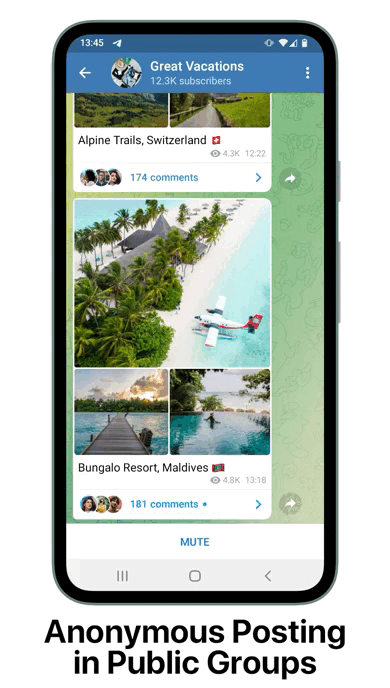 13:45
Great Vacations
12.3K subscribers
Alpine Trails, Switzerland 🇨🇭
4.3K 12:22
174 comments
Bungalo Resort, Maldives 🇲🇻
4.8K 13:18
181 comments
MUTE
Anonymous Posting
in Public Groups